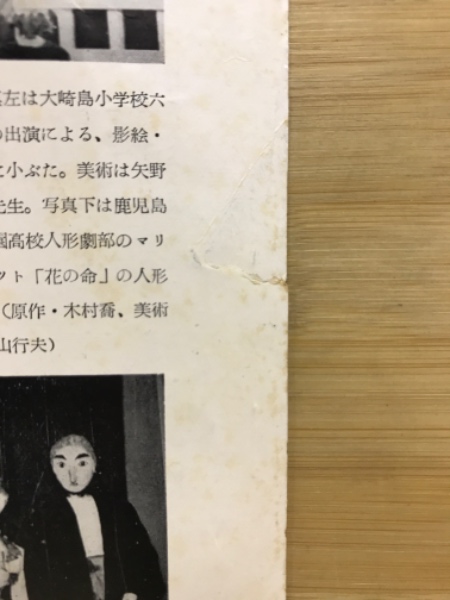 左は大崎島小学校六
出演による、影絵・
小ぶた。美術は矢野
先生。写真下は鹿児島
高校人形劇部のマリ
ット「花の命」の人形
（原作・木村喬、美術
山行夫）